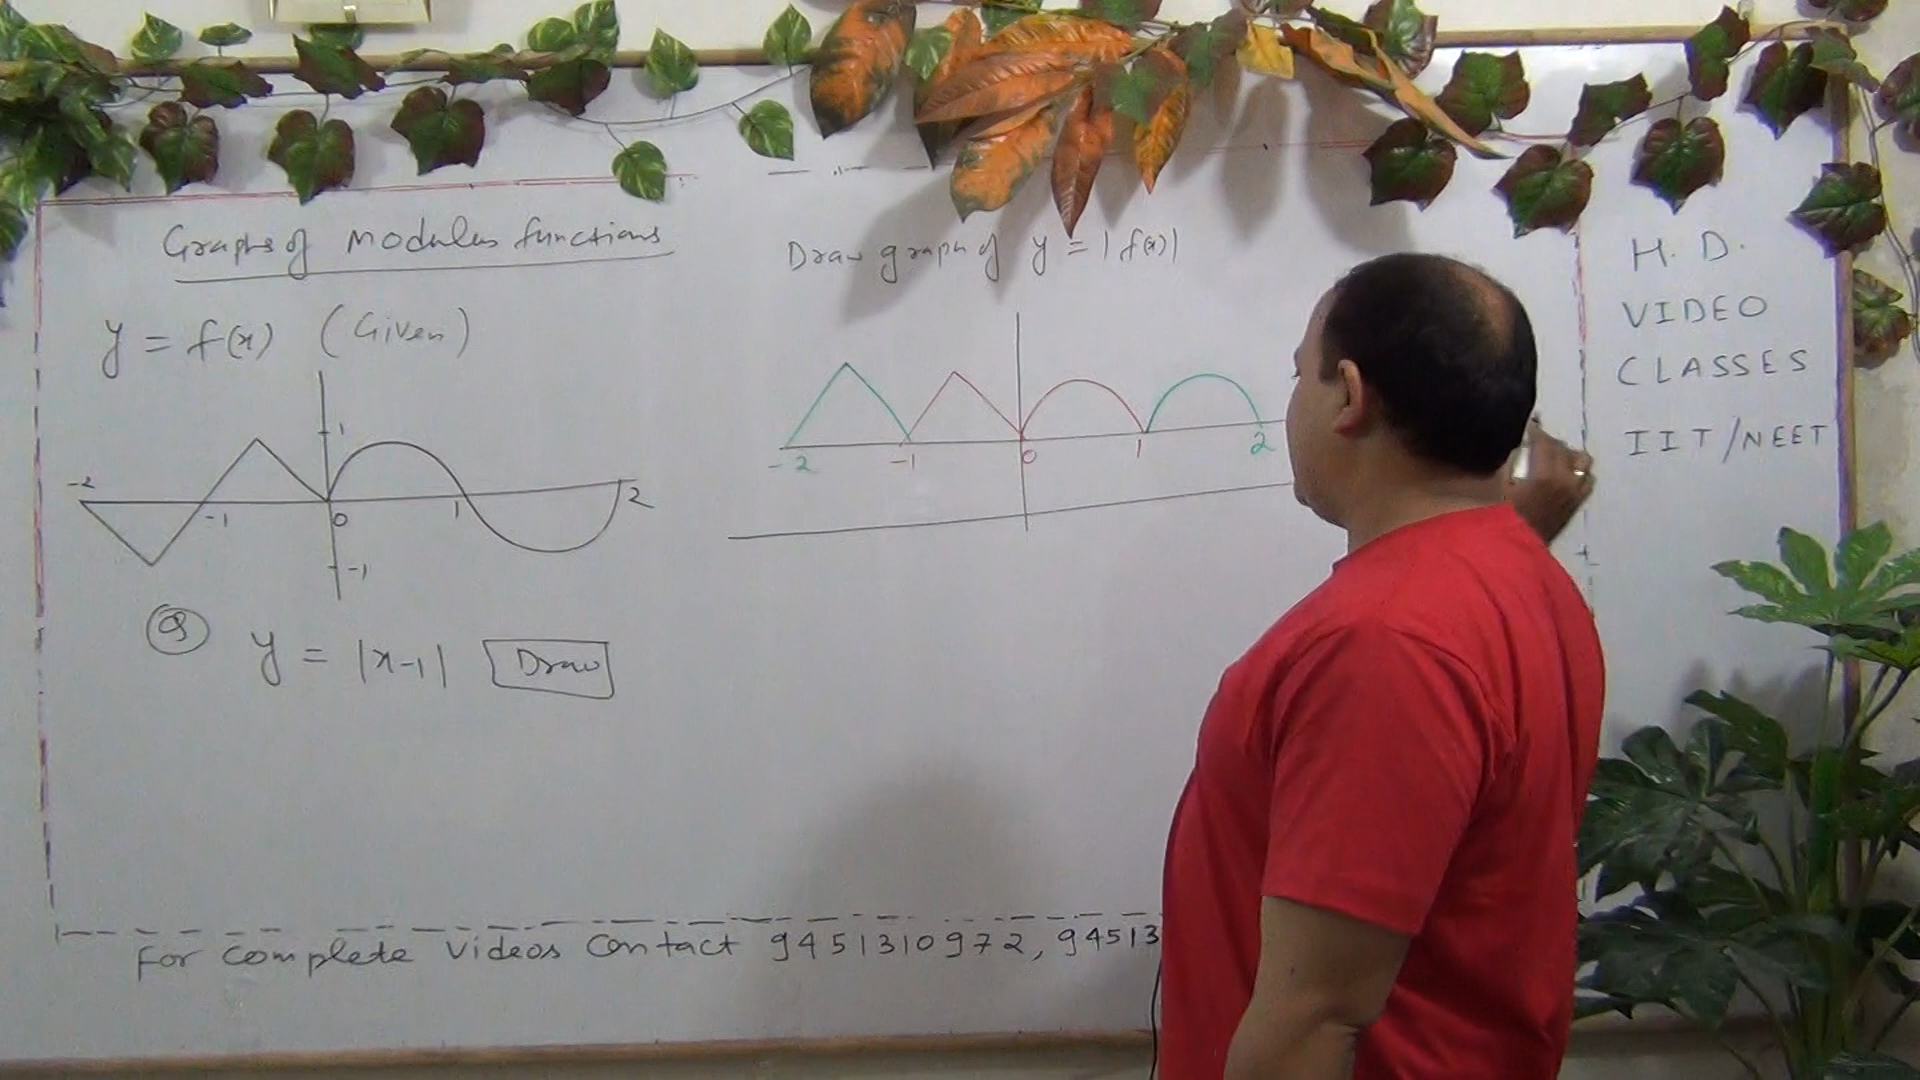 Graphs of Modulus functions
y = f(x) (Given)
1
-2 -1 0 1 2
-1
Q y = |x-1| Draw
Draw graph of y = |f(x)|
-2 -1 0 1 2
H. D.
VIDEO
CLASSES
IIT/NEET
For complete Videos Contact 9451310972, 94513